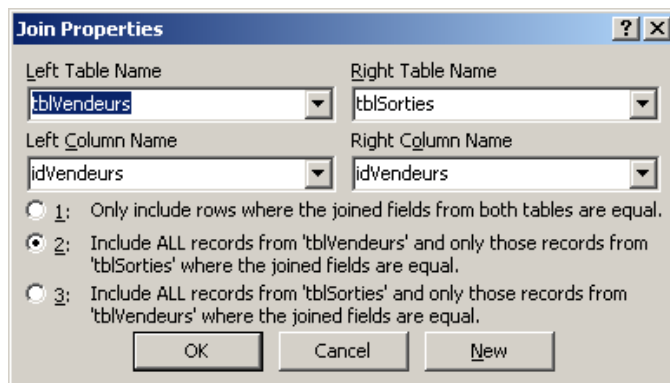 Join Properties
Left Table Name Right Table Name
tblVendeurs tblSorties
Left Column Name Right Column Name
idVendeurs idVendeurs
1: Only include rows where the joined fields from both tables are equal.
2: Include ALL records from 'tblVendeurs' and only those records from
'tblSorties' where the joined fields are equal.
3: Include ALL records from 'tblSorties' and only those records from
'tblVendeurs' where the joined fields are equal.
OK Cancel New